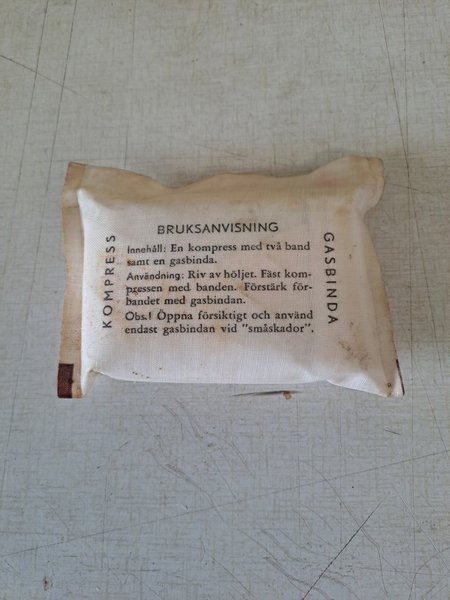 BRUKSANVISNING
Innehåll: En kompress med två band
samt en gasbinda.
Användning: Riv av höljet. Fäst kom-
pressen med banden. Förstärk för-
bandet med gasbindan.
Obs.! Öppna försiktigt och använd
endast gasbindan vid "småskador".
KOMPRESS
GASBINDA